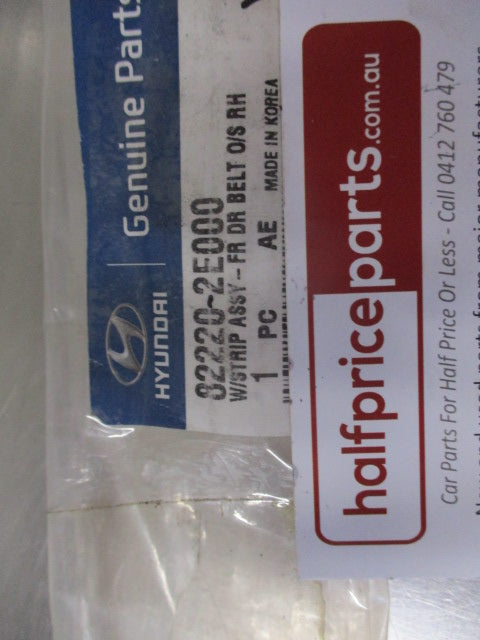 HYUNDAI | Genuine Parts
82220-2E000
W/STRIP ASSY-FR DR BELT O/S RH
1 PC AE MADE IN KOREA
halfpriceparts.com.au
Car Parts For Half Price Or Less - Call 0412 760 479